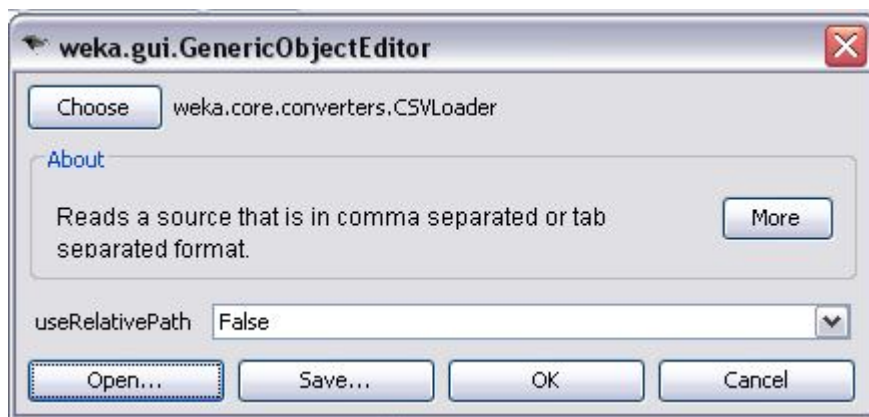 weka.gui.GenericObjectEditor
Choose weka.core.converters.CSVLoader
About
Reads a source that is in comma separated or tab
separated format.
More
useRelativePath False
Open... Save... OK Cancel